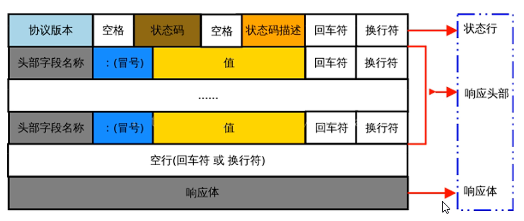 协议版本 空格 状态码 空格 状态码描述 回车符 换行符 状态行
头部字段名称 ：(冒号) 值 回车符 换行符
...... 响应头部
头部字段名称 ：(冒号) 值 回车符 换行符
空行(回车符 或 换行符)
响应体 响应体